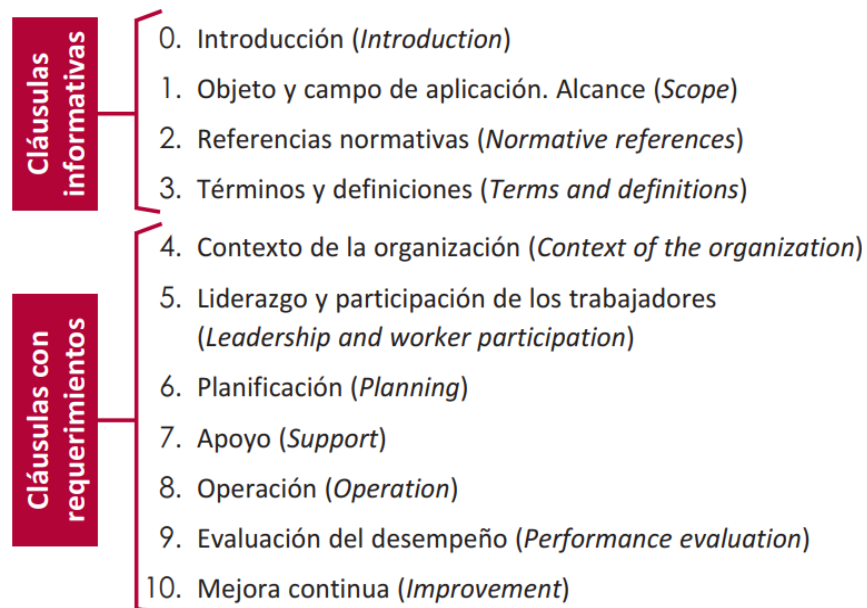 Cláusulas
informativas
0. Introducción (Introduction)
1. Objeto y campo de aplicación. Alcance (Scope)
2. Referencias normativas (Normative references)
3. Términos y definiciones (Terms and definitions)
Cláusulas con
requerimientos
4. Contexto de la organización (Context of the organization)
5. Liderazgo y participación de los trabajadores
(Leadership and worker participation)
6. Planificación (Planning)
7. Apoyo (Support)
8. Operación (Operation)
9. Evaluación del desempeño (Performance evaluation)
10. Mejora continua (Improvement)